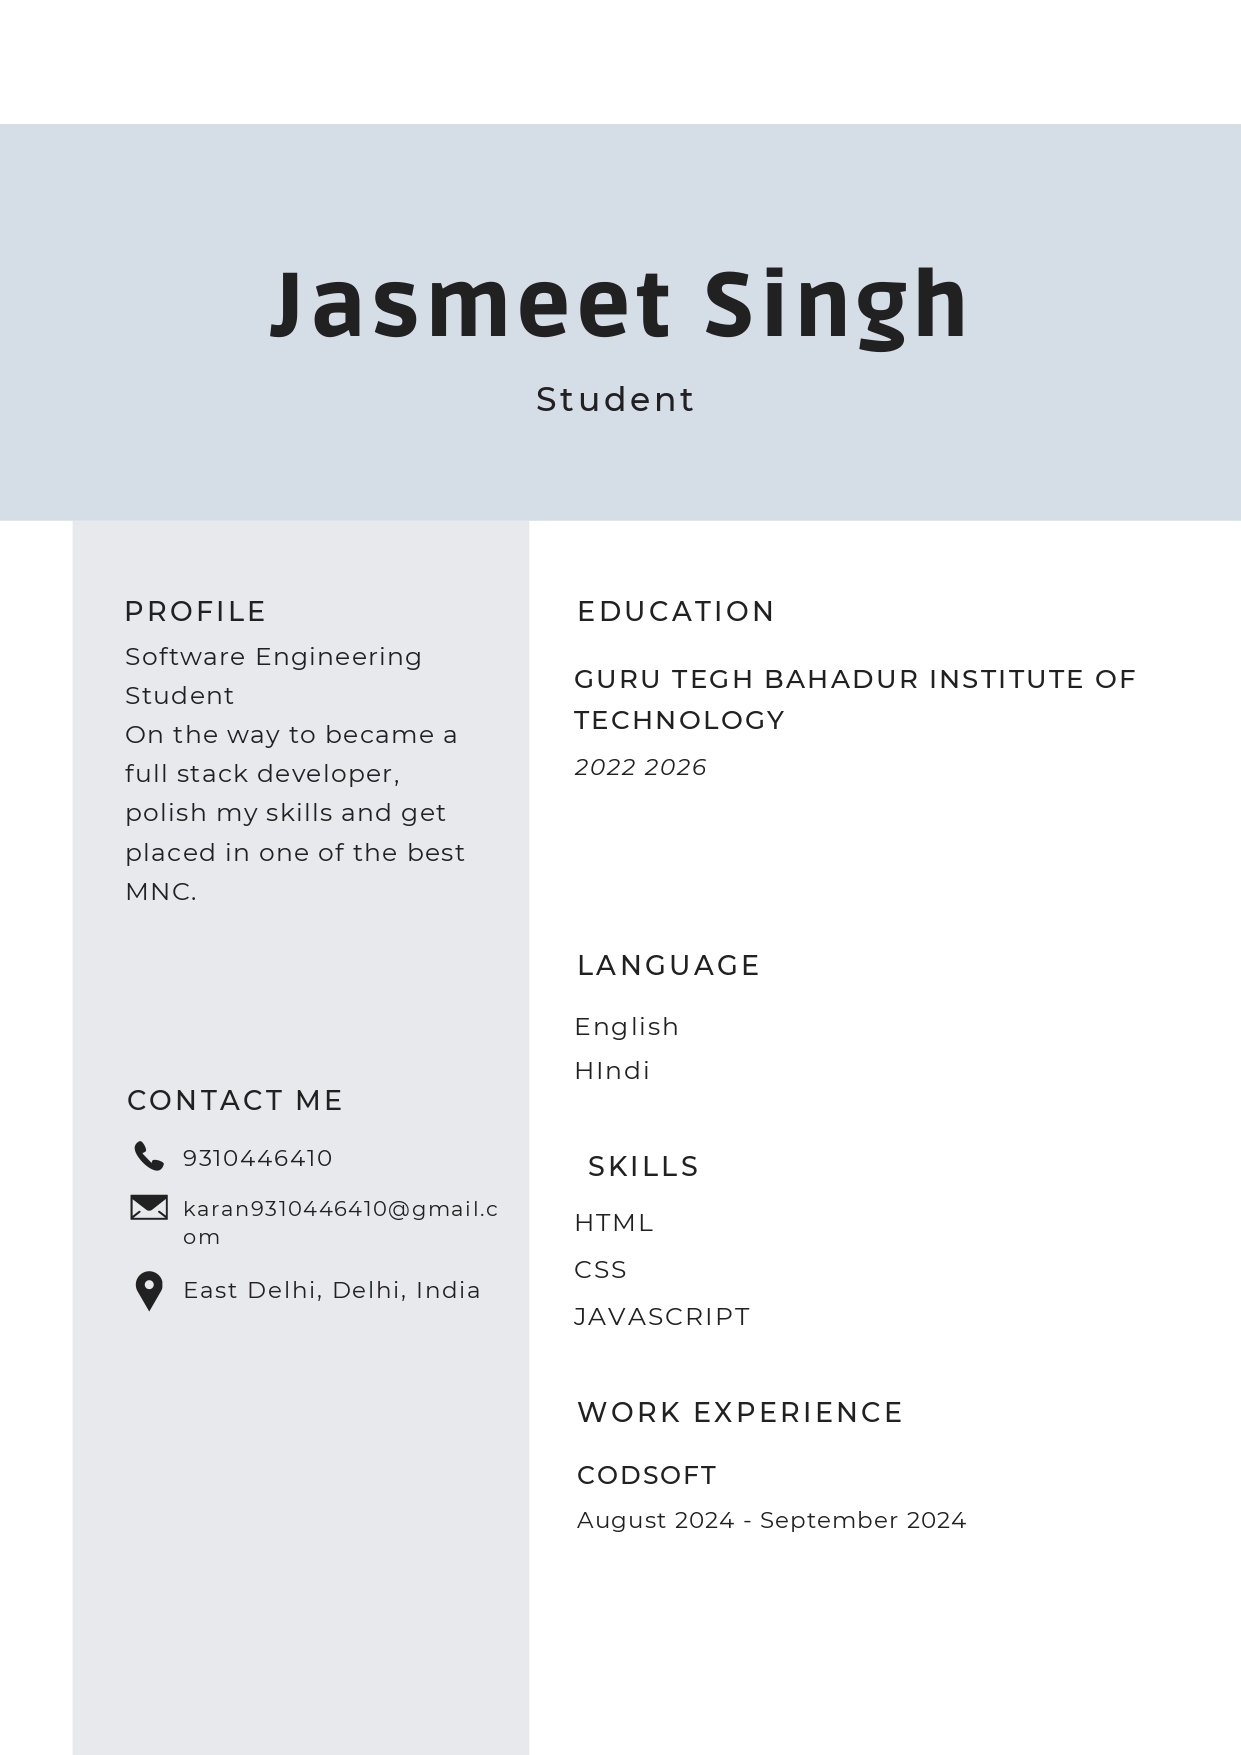 Jasmeet Singh
Student
PROFILE
Software Engineering
Student
On the way to became a
full stack developer,
polish my skills and get
placed in one of the best
MNC.
CONTACT ME
9310446410
karan9310446410@gmail.c
om
East Delhi, Delhi, India
EDUCATION
GURU TEGH BAHADUR INSTITUTE OF
TECHNOLOGY
2022 2026
LANGUAGE
English
HIndi
SKILLS
HTML
CSS
JAVASCRIPT
WORK EXPERIENCE
CODSOFT
August 2024 - September 2024